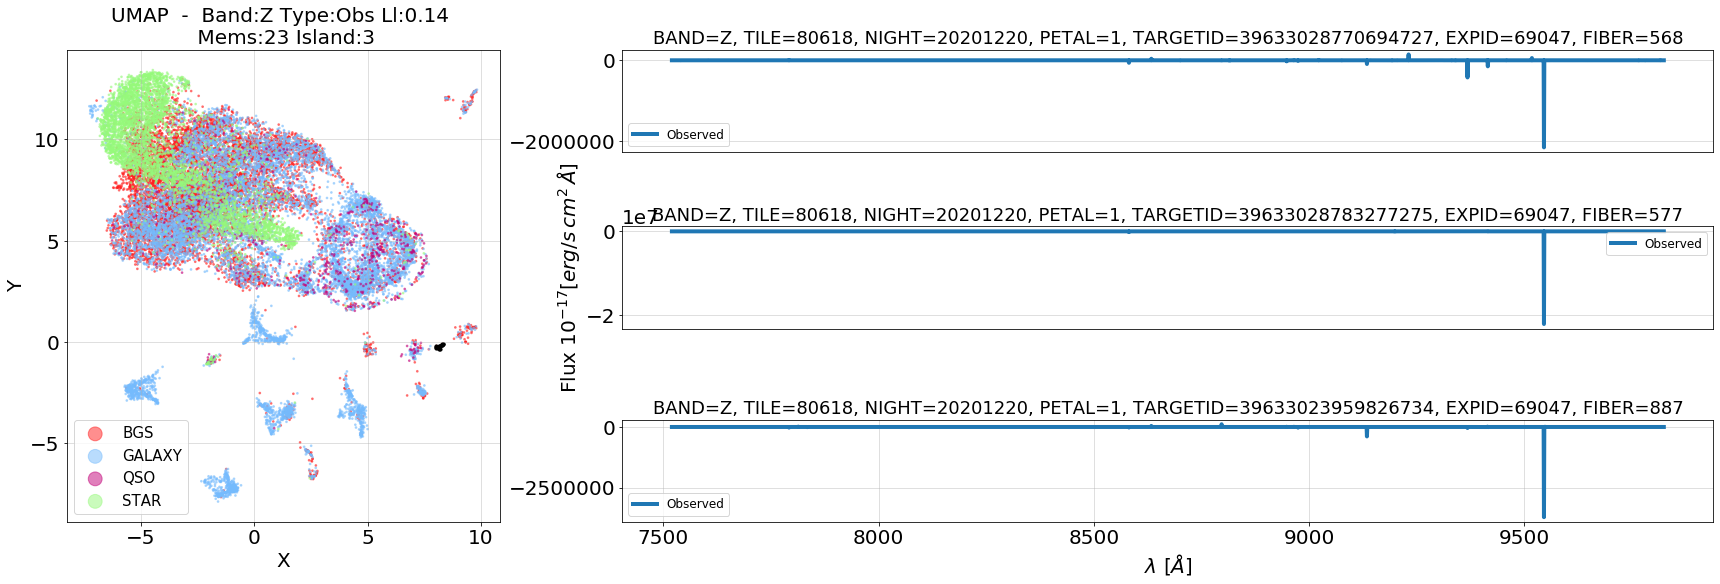 UMAP - Band:Z Type:Obs Ll:0.14
Mems:23 Island:3
10
5
0
−5
Y
−5
0
5
10
X
BGS
GALAXY
QSO
STAR
BAND=Z, TILE=80618, NIGHT=20201220, PETAL=1, TARGETID=39633028770694727, EXPID=69047, FIBER=568
0
−2000000
Observed
1e7
BAND=Z, TILE=80618, NIGHT=20201220, PETAL=1, TARGETID=39633028783277275, EXPID=69047, FIBER=577
0
−2
Observed
Flux 10⁻¹⁷[erg/s cm² Å]
BAND=Z, TILE=80618, NIGHT=20201220, PETAL=1, TARGETID=39633023959826734, EXPID=69047, FIBER=887
0
−2500000
Observed
7500
8000
8500
9000
9500
λ [Å]